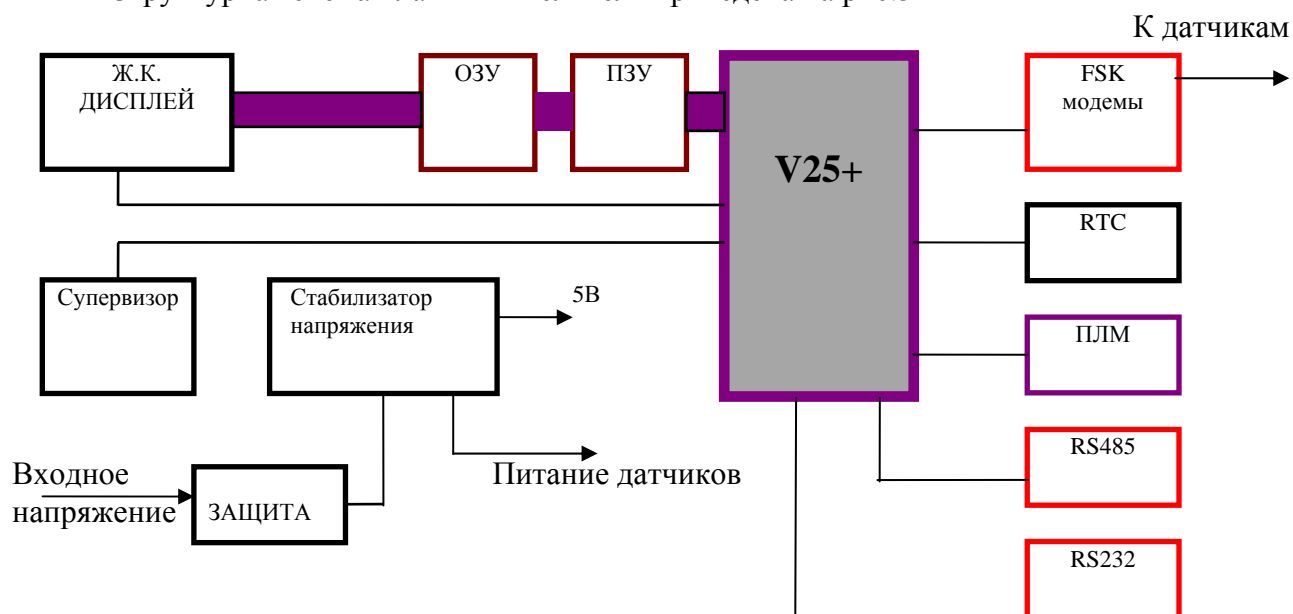 К датчикам
Ж.К.
ДИСПЛЕЙ
ОЗУ
ПЗУ
V25+
FSK
модемы
RTC
Супервизор
Стабилизатор
напряжения
5В
ПЛМ
Входное
напряжение
ЗАЩИТА
Питание датчиков
RS485
RS232